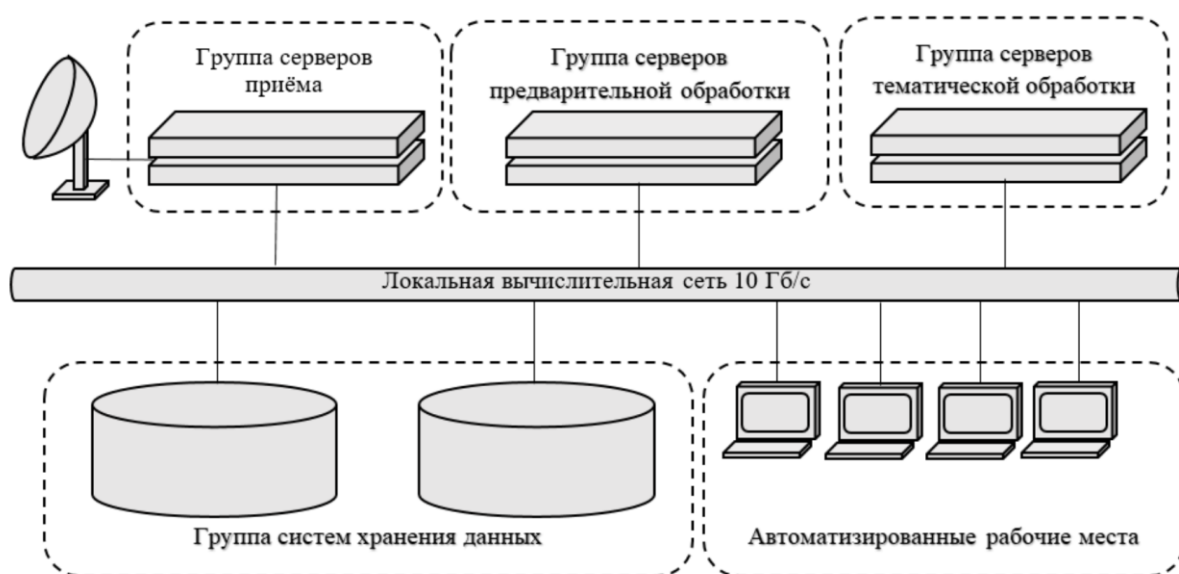 Группа серверов
приёма
Группа серверов
предварительной обработки
Группа серверов
тематической обработки
Локальная вычислительная сеть 10 Гб/с
Группа систем хранения данных
Автоматизированные рабочие места